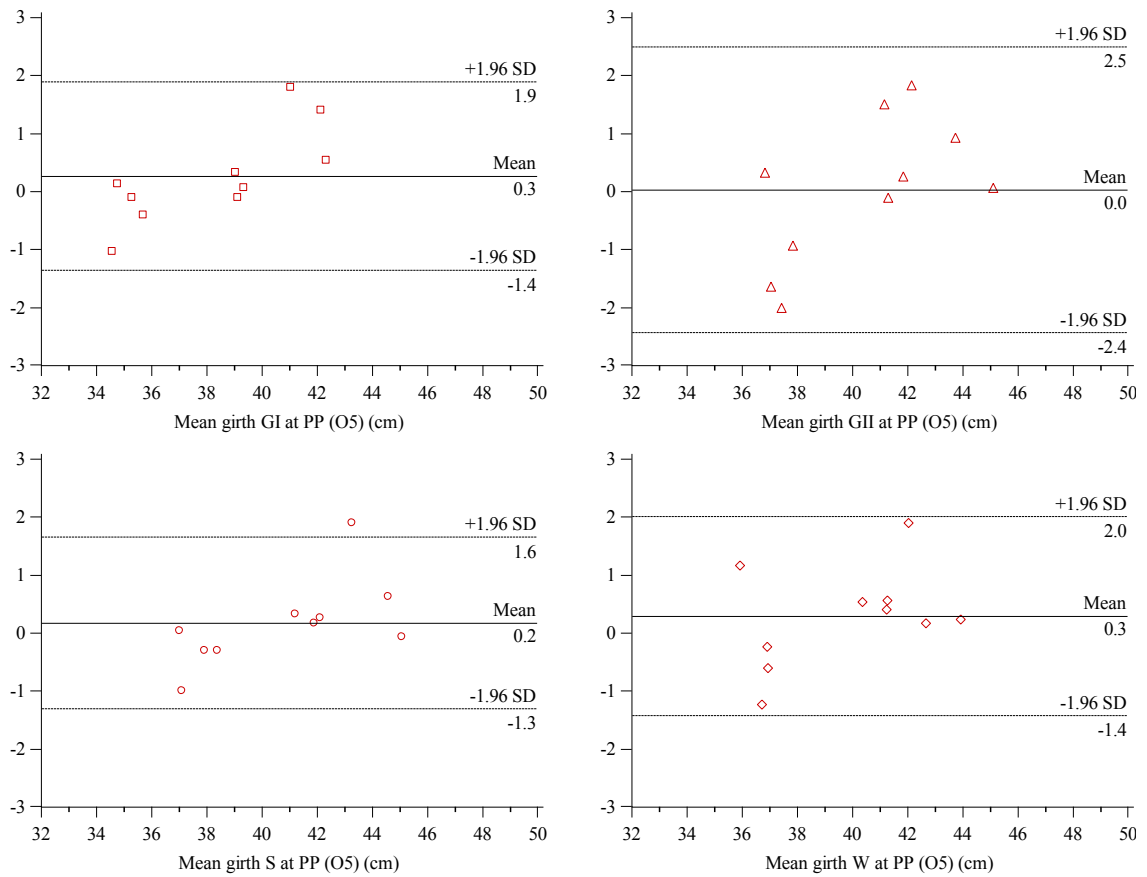 3
2
1
0
-1
-2
-3
+1.96 SD
1.9
Mean
0.3
-1.96 SD
-1.4
32 34 36 38 40 42 44 46 48 50
Mean girth GI at PP (O5) (cm)
3
2
1
0
-1
-2
-3
+1.96 SD
2.5
Mean
0.0
-1.96 SD
-2.4
32 34 36 38 40 42 44 46 48 50
Mean girth GII at PP (O5) (cm)
3
2
1
0
-1
-2
-3
+1.96 SD
1.6
Mean
0.2
-1.96 SD
-1.3
32 34 36 38 40 42 44 46 48 50
Mean girth S at PP (O5) (cm)
3
2
1
0
-1
-2
-3
+1.96 SD
2.0
Mean
0.3
-1.96 SD
-1.4
32 34 36 38 40 42 44 46 48 50
Mean girth W at PP (O5) (cm)